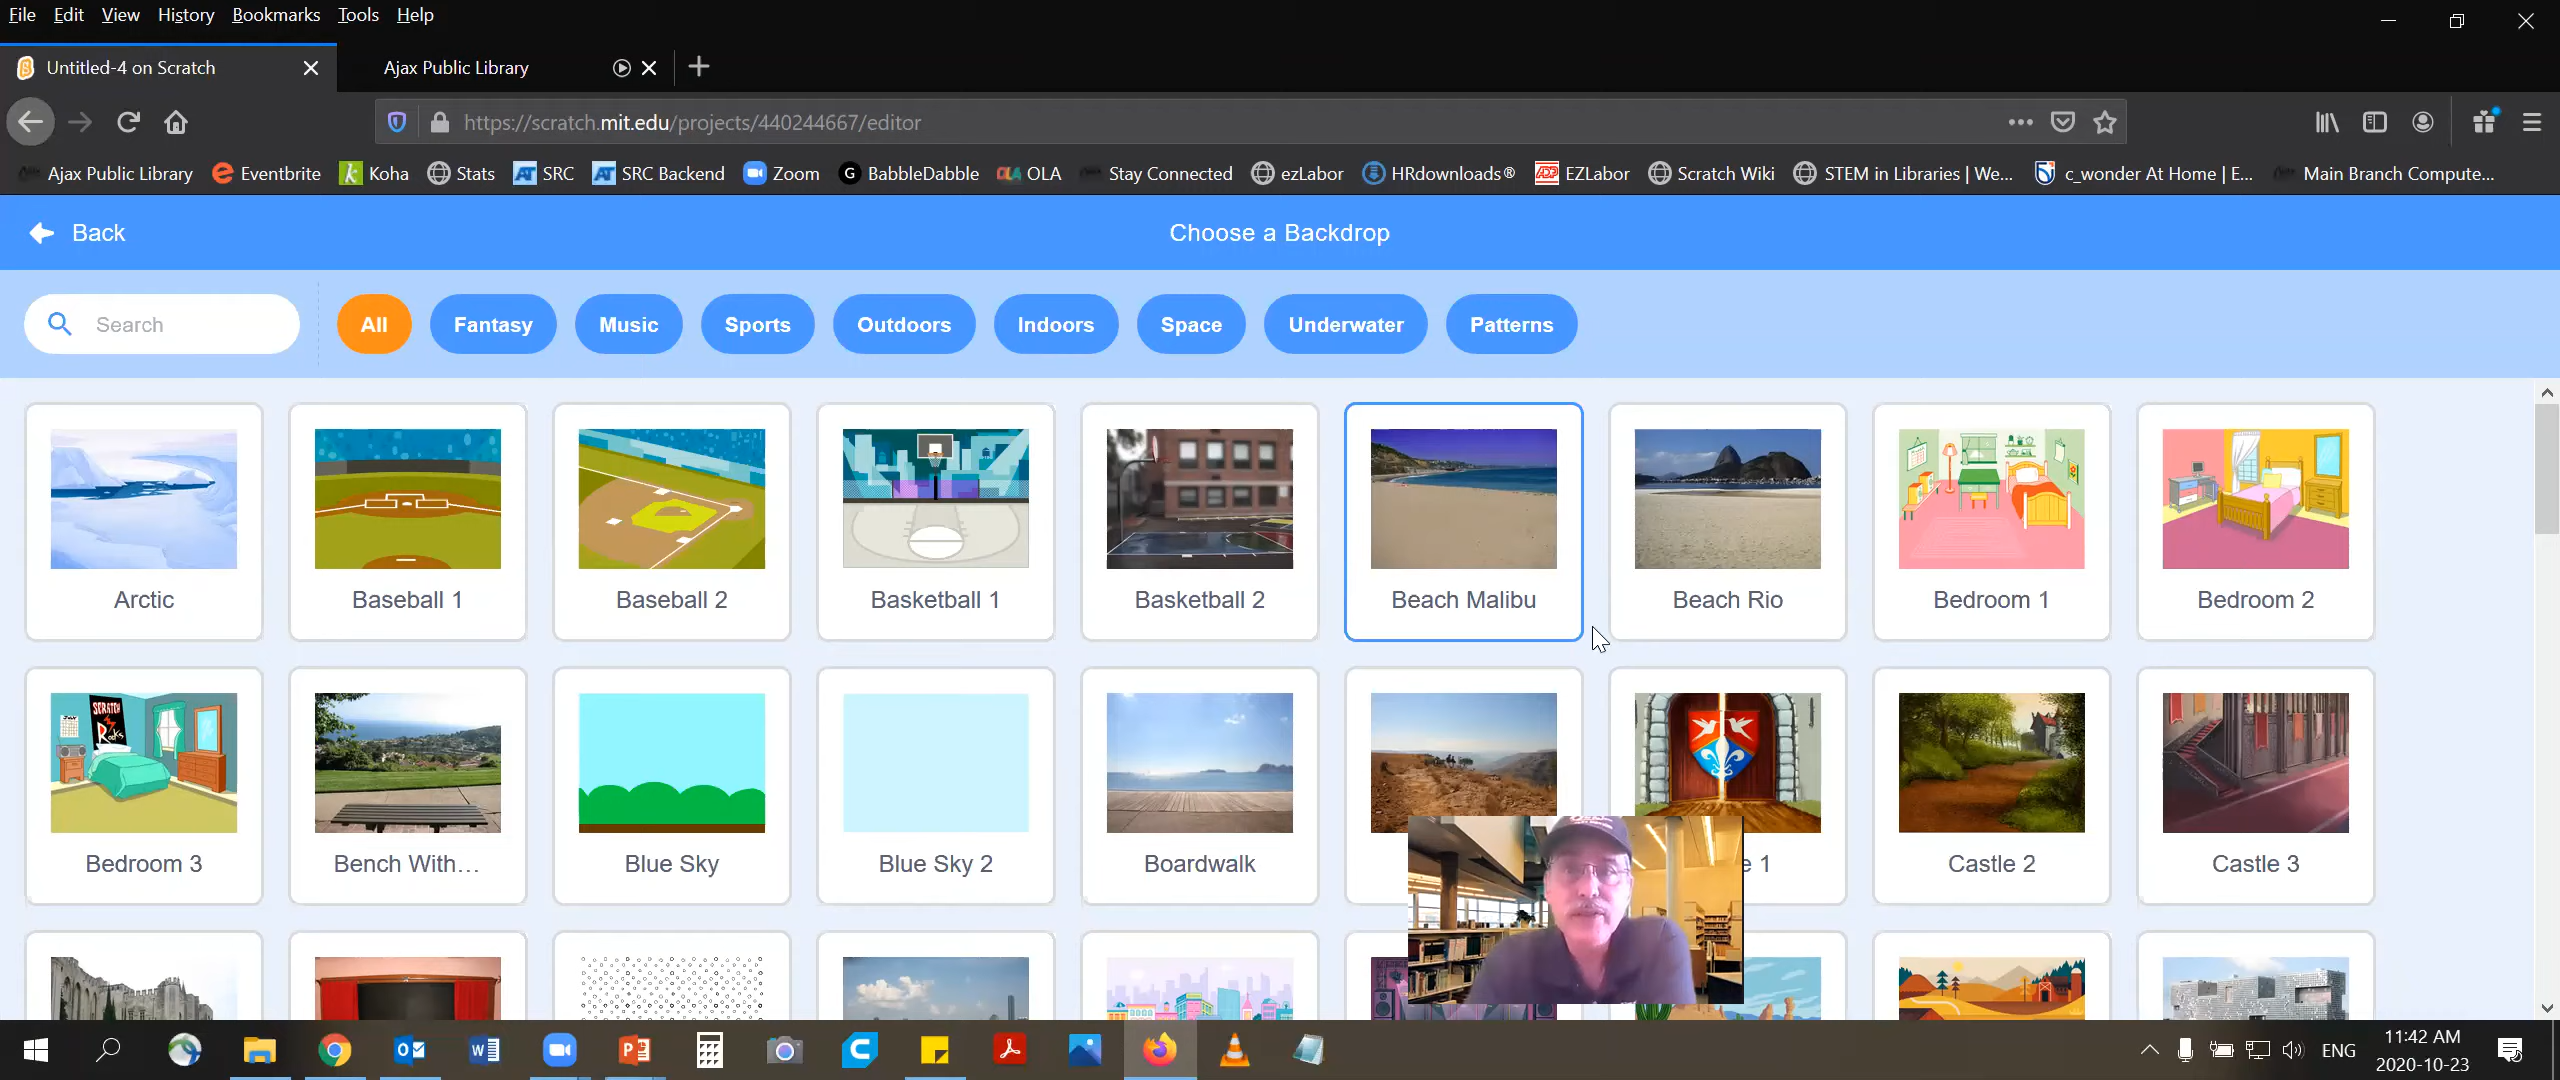 File Edit View History Bookmarks Tools Help
Untitled-4 on Scratch
Ajax Public Library
https://scratch.mit.edu/projects/440244667/editor
Ajax Public Library Eventbrite Koha Stats SRC SRC Backend Zoom BabbleDabble OLA Stay Connected ezLabor HRdownloads® EZLabor Scratch Wiki STEM in Libraries | We... c_wonder At Home | E... Main Branch Compute...
Back
Choose a Backdrop
Search
All Fantasy Music Sports Outdoors Indoors Space Underwater Patterns
Arctic Baseball 1 Baseball 2 Basketball 1 Basketball 2 Beach Malibu Beach Rio Bedroom 1 Bedroom 2
SCRATCH Rocks
Bedroom 3 Bench With... Blue Sky Blue Sky 2 Boardwalk e 1 Castle 2 Castle 3
ENG
11:42 AM
2020-10-23